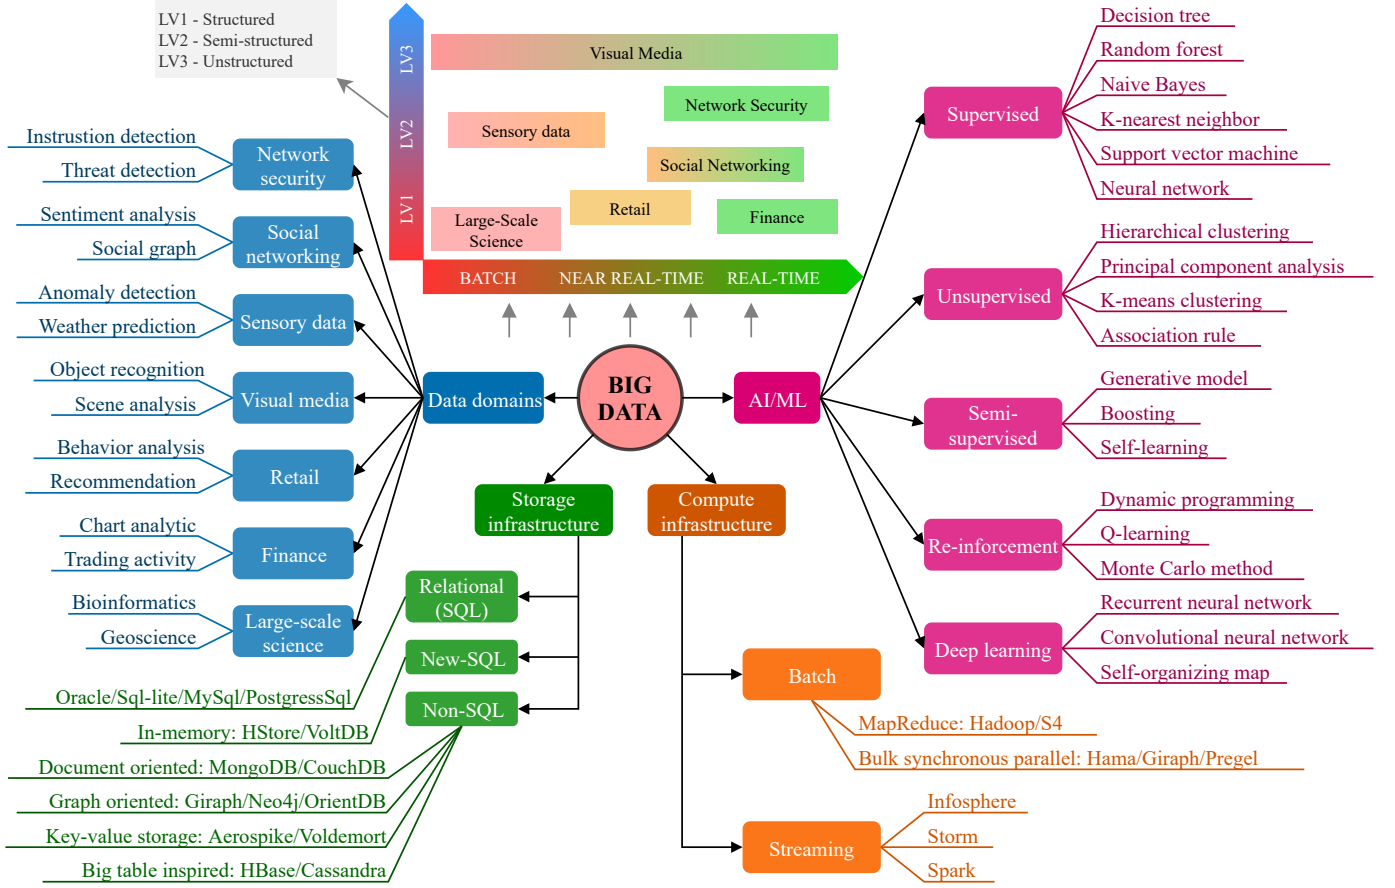 LV1 - Structured
LV2 - Semi-structured
LV3 - Unstructured
LV3
LV2
LV1
Visual Media
Network Security
Sensory data
Social Networking
Retail
Large-Scale
Science
Finance
BATCH
NEAR REAL-TIME
REAL-TIME
BIG
DATA
Data domains
Network
security
Instrustion detection
Threat detection
Social
networking
Sentiment analysis
Social graph
Sensory data
Anomaly detection
Weather prediction
Visual media
Object recognition
Scene analysis
Retail
Behavior analysis
Recommendation
Finance
Chart analytic
Trading activity
Large-scale
science
Bioinformatics
Geoscience
AI/ML
Supervised
Decision tree
Random forest
Naive Bayes
K-nearest neighbor
Support vector machine
Neural network
Unsupervised
Hierarchical clustering
Principal component analysis
K-means clustering
Association rule
Semi-
supervised
Generative model
Boosting
Self-learning
Re-inforcement
Dynamic programming
Q-learning
Monte Carlo method
Deep learning
Recurrent neural network
Convolutional neural network
Self-organizing map
Storage
infrastructure
Relational
(SQL)
Oracle/Sql-lite/MySql/PostgressSql
New-SQL
In-memory: HStore/VoltDB
Non-SQL
Document oriented: MongoDB/CouchDB
Graph oriented: Giraph/Neo4j/OrientDB
Key-value storage: Aerospike/Voldemort
Big table inspired: HBase/Cassandra
Compute
infrastructure
Batch
MapReduce: Hadoop/S4
Bulk synchronous parallel: Hama/Giraph/Pregel
Streaming
Infosphere
Storm
Spark